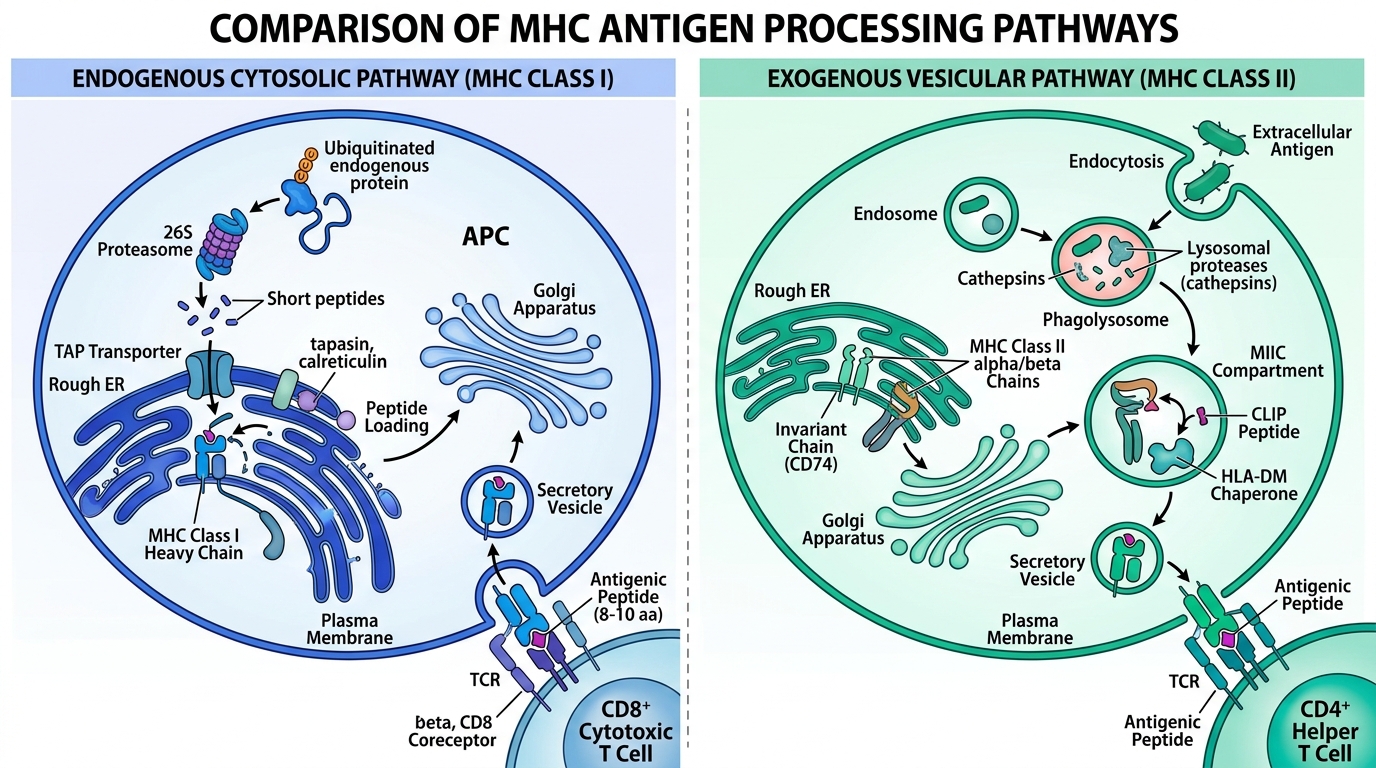 COMPARISON OF MHC ANTIGEN PROCESSING PATHWAYS
ENDOGENOUS CYTOSOLIC PATHWAY (MHC CLASS I)
Ubiquitinated
endogenous
protein
26S
Proteasome
APC
Short peptides
Golgi
Apparatus
TAP Transporter
tapasin,
calreticulin
Rough ER
Peptide
Loading
Secretory
Vesicle
MHC Class I
Heavy Chain
Antigenic
Peptide
(8-10 aa)
Plasma
Membrane
TCR
beta, CD8
Coreceptor
CD8+
Cytotoxic
T Cell
EXOGENOUS VESICULAR PATHWAY (MHC CLASS II)
Extracellular
Antigen
Endocytosis
Endosome
Cathepsins
Lysosomal
proteases
(cathepsins)
Rough ER
Phagolysosome
MHC Class II
alpha/beta
Chains
MIIC
Compartment
Invariant
Chain
(CD74)
CLIP
Peptide
HLA-DM
Chaperone
Golgi
Apparatus
Secretory
Vesicle
Plasma
Membrane
Antigenic
Peptide
TCR
Antigenic
Peptide
CD4+
Helper
T Cell